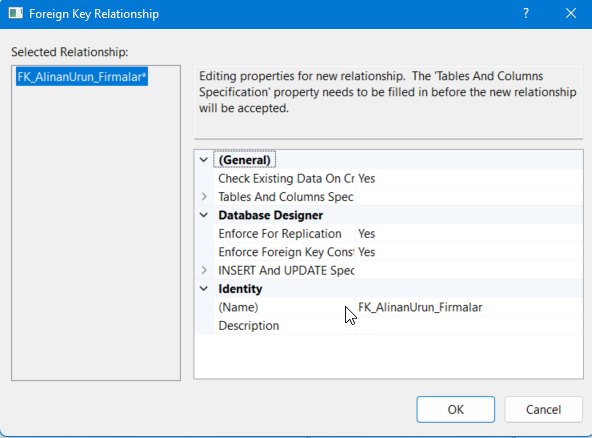 Foreign Key Relationship
Selected Relationship:
FK_AlinanUrun_Firmalar*
Editing properties for new relationship. The 'Tables And Columns
Specification' property needs to be filled in before the new relationship
will be accepted.
(General)
Check Existing Data On Cr Yes
Tables And Columns Spec
Database Designer
Enforce For Replication Yes
Enforce Foreign Key Cons Yes
INSERT And UPDATE Spec
Identity
(Name) FK_AlinanUrun_Firmalar
Description
OK Cancel